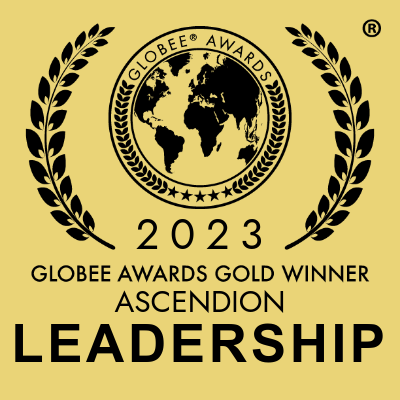 ®
GLOBEE® AWARDS
2023
GLOBEE AWARDS GOLD WINNER
ASCENDION
LEADERSHIP